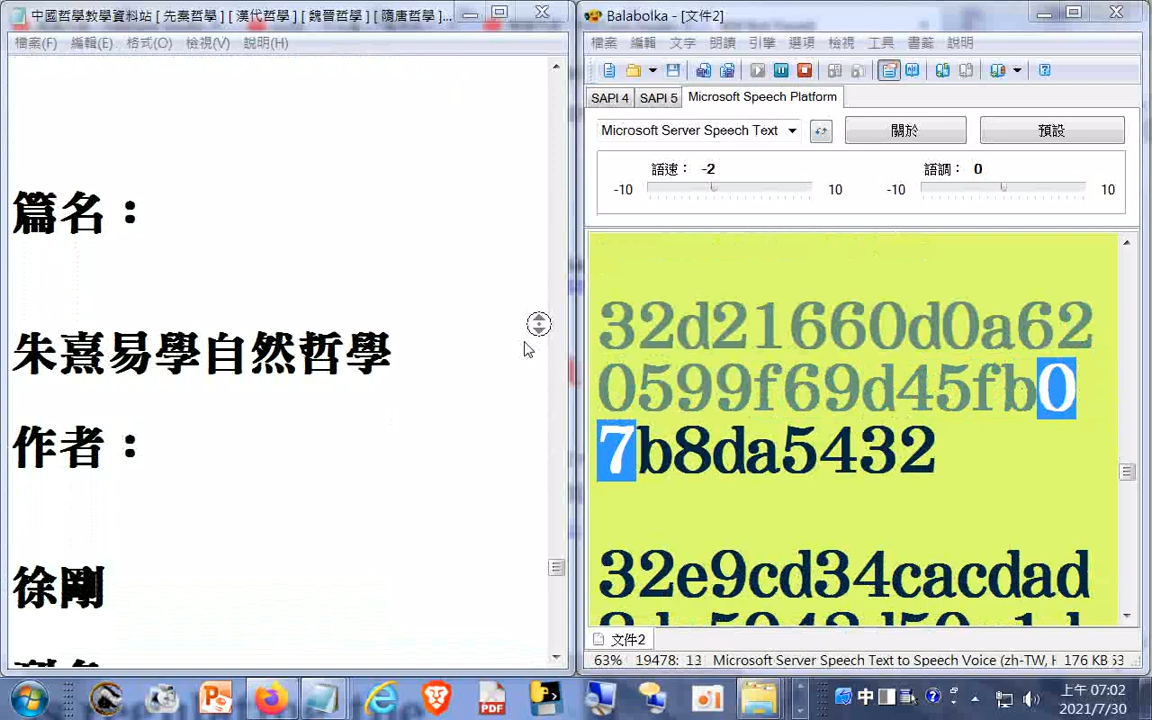 中國哲學教學資料站 [ 先秦哲學 ] [ 漢代哲學 ] [ 魏晉哲學 ] [ 隋唐哲學 ]...
檔案(F) 編輯(E) 格式(O) 檢視(V) 說明(H)
篇名：
朱熹易學自然哲學
作者：
徐剛
Balabolka - [文件2]
檔案 編輯 文字 朗讀 引擎 選項 檢視 工具 書籤 說明
SAPI 4 SAPI 5 Microsoft Speech Platform
Microsoft Server Speech Text 關於 預設
語速： -2 語調： 0
-10 10 -10 10
32d21660d0a62
0599f69d45fb0
7b8da5432
32e9cd34cacdad
文件2
63% 19478: 13 Microsoft Server Speech Text to Speech Voice (zh-TW, H 176 KB
中 上午 07:02
2021/7/30